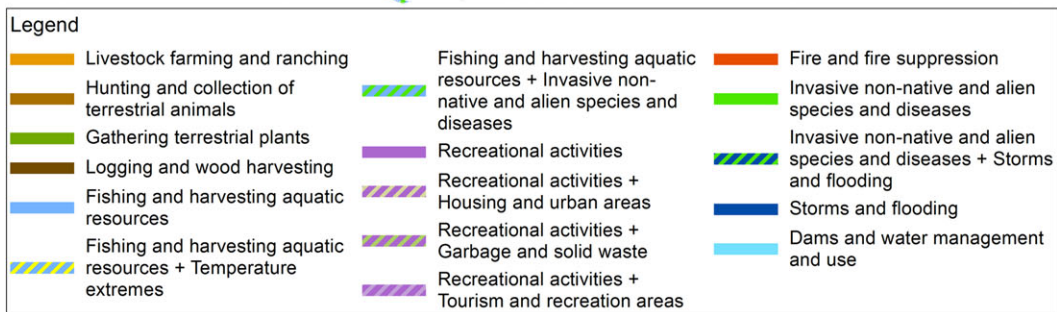 Legend
Livestock farming and ranching
Hunting and collection of
terrestrial animals
Gathering terrestrial plants
Logging and wood harvesting
Fishing and harvesting aquatic
resources
Fishing and harvesting aquatic
resources + Temperature
extremes
Fishing and harvesting aquatic
resources + Invasive non-
native and alien species and
diseases
Recreational activities
Recreational activities +
Housing and urban areas
Recreational activities +
Garbage and solid waste
Recreational activities +
Tourism and recreation areas
Fire and fire suppression
Invasive non-native and alien
species and diseases
Invasive non-native and alien
species and diseases + Storms
and flooding
Storms and flooding
Dams and water management
and use